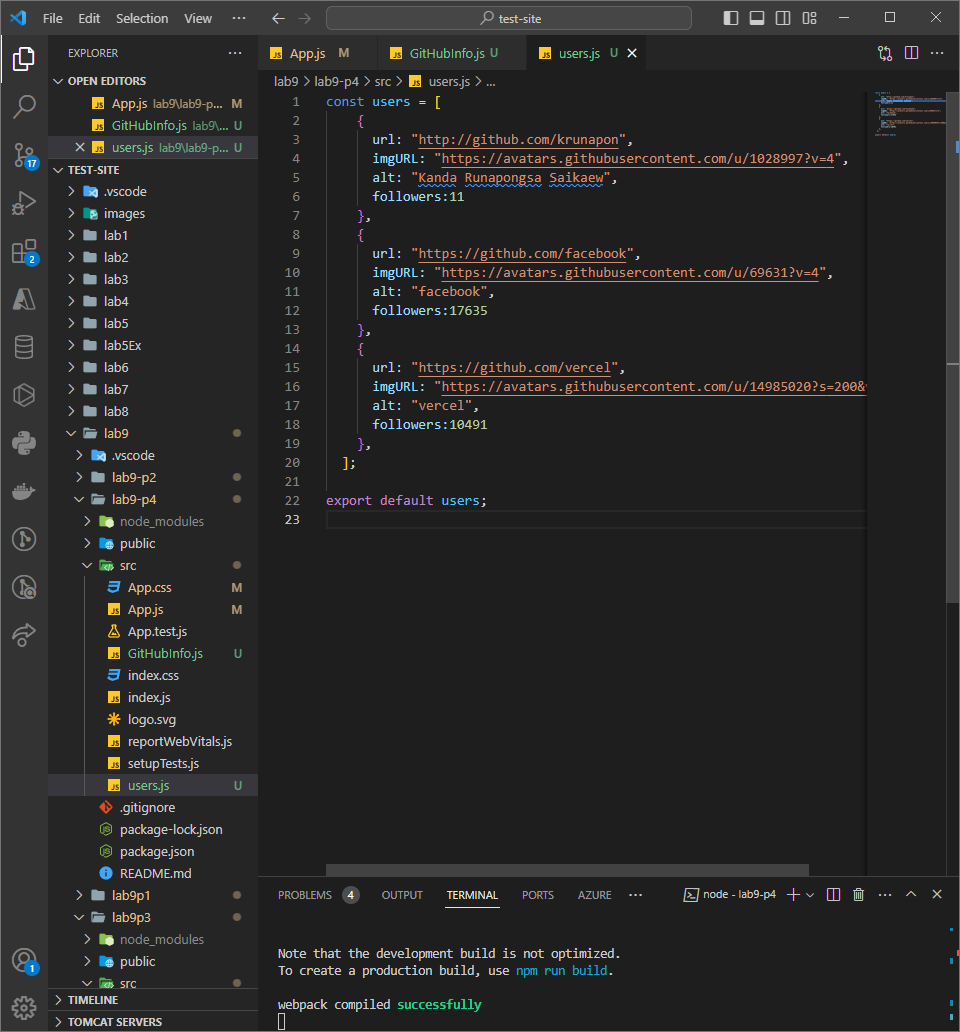 File Edit Selection View ··· test-site
EXPLORER ···
OPEN EDITORS
App.js lab9\lab9-p... M
GitHubInfo.js lab9\... U
users.js lab9\lab9-p... U
TEST-SITE
.vscode
images
lab1
lab2
lab3
lab4
lab5
lab5Ex
lab6
lab7
lab8
lab9
.vscode
lab9-p2
lab9-p4
node_modules
public
src
App.css M
App.js M
App.test.js
GitHubInfo.js U
index.css
index.js
logo.svg
reportWebVitals.js
setupTests.js
users.js U
.gitignore
package-lock.json
package.json
README.md
lab9p1
lab9p3
node_modules
public
src
TIMELINE
TOMCAT SERVERS
17
2
1
App.js M GitHubInfo.js U users.js U
lab9 > lab9-p4 > src > users.js > ...
1 const users = [
2 {
3 url: "http://github.com/krunapon",
4 imgURL: "https://avatars.githubusercontent.com/u/1028997?v=4",
5 alt: "Kanda Runapongsa Saikaew",
6 followers:11
7 },
8 {
9 url: "https://github.com/facebook",
10 imgURL: "https://avatars.githubusercontent.com/u/69631?v=4",
11 alt: "facebook",
12 followers:17635
13 },
14 {
15 url: "https://github.com/vercel",
16 imgURL: "https://avatars.githubusercontent.com/u/14985020?s=200&
17 alt: "vercel",
18 followers:10491
19 },
20 ];
21
22 export default users;
23
PROBLEMS 4 OUTPUT TERMINAL PORTS AZURE ··· node - lab9-p4
Note that the development build is not optimized.
To create a production build, use npm run build.
webpack compiled successfully